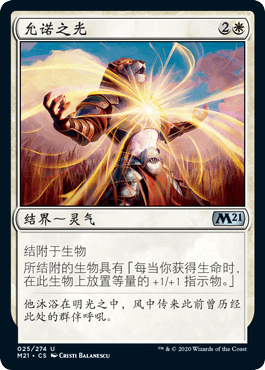 允诺之光 2
结界～灵气 M21
结附于生物
所结附的生物具有「每当你获得生命时，
在此生物上放置等量的 +1/+1 指示物。」
他沐浴在明光之中，风中传来此前曾历经
此处的群伴呼吼。
025/274 U
M21 • CS CRISTI BALANESCU
™ & © 2020 Wizards of the Coast